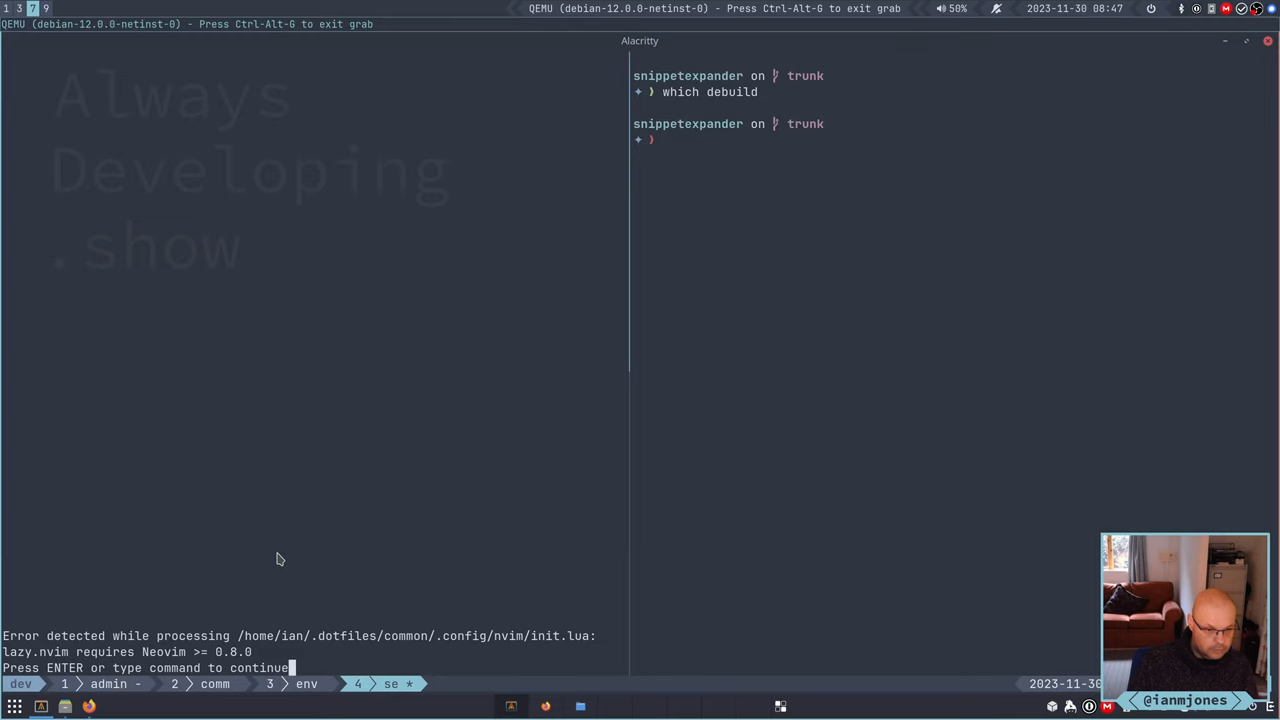 1 3 7 9
QEMU (debian-12.0.0-netinst-0) - Press Ctrl-Alt-G to exit grab
50%
2023-11-30 08:47
QEMU (debian-12.0.0-netinst-0) - Press Ctrl-Alt-G to exit grab
Alacritty
Always
Developing
.show
snippetexpander on trunk
❯ which debuild
snippetexpander on trunk
❯
Error detected while processing /home/ian/.dotfiles/common/.config/nvim/init.lua:
lazy.nvim requires Neovim >= 0.8.0
Press ENTER or type command to continue
dev 1 admin - 2 comm 3 env 4 se *
2023-11-30
@ianmjones